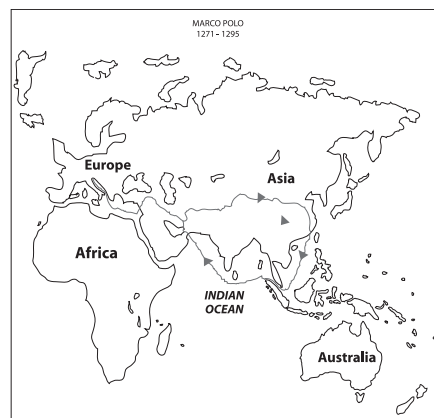 MARCO POLO
1271 - 1295
Europe
Asia
Africa
INDIAN
OCEAN
Australia